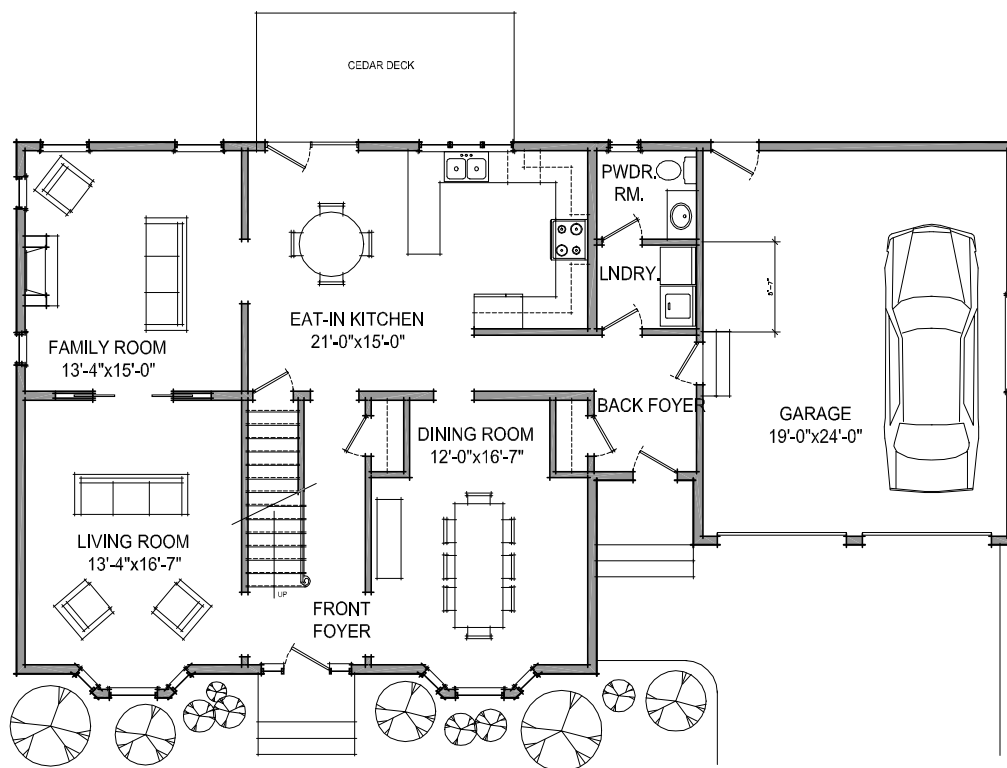 CEDAR DECK
PWDR.
RM.
LNDRY.
6'-7"
EAT-IN KITCHEN
21'-0"x15'-0"
FAMILY ROOM
13'-4"x15'-0"
BACK FOYER
GARAGE
19'-0"x24'-0"
DINING ROOM
12'-0"x16'-7"
LIVING ROOM
13'-4"x16'-7"
UP
FRONT
FOYER